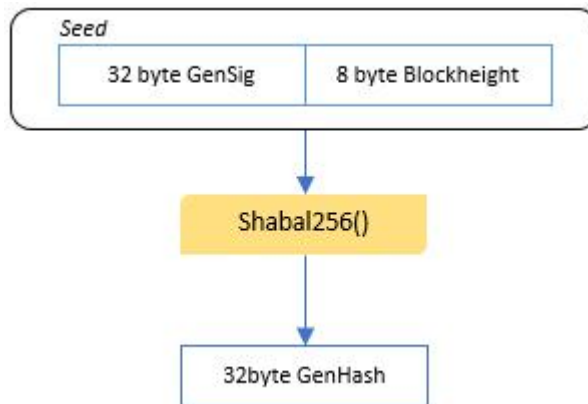 Seed
32 byte GenSig
8 byte Blockheight
Shabal256()
32byte GenHash